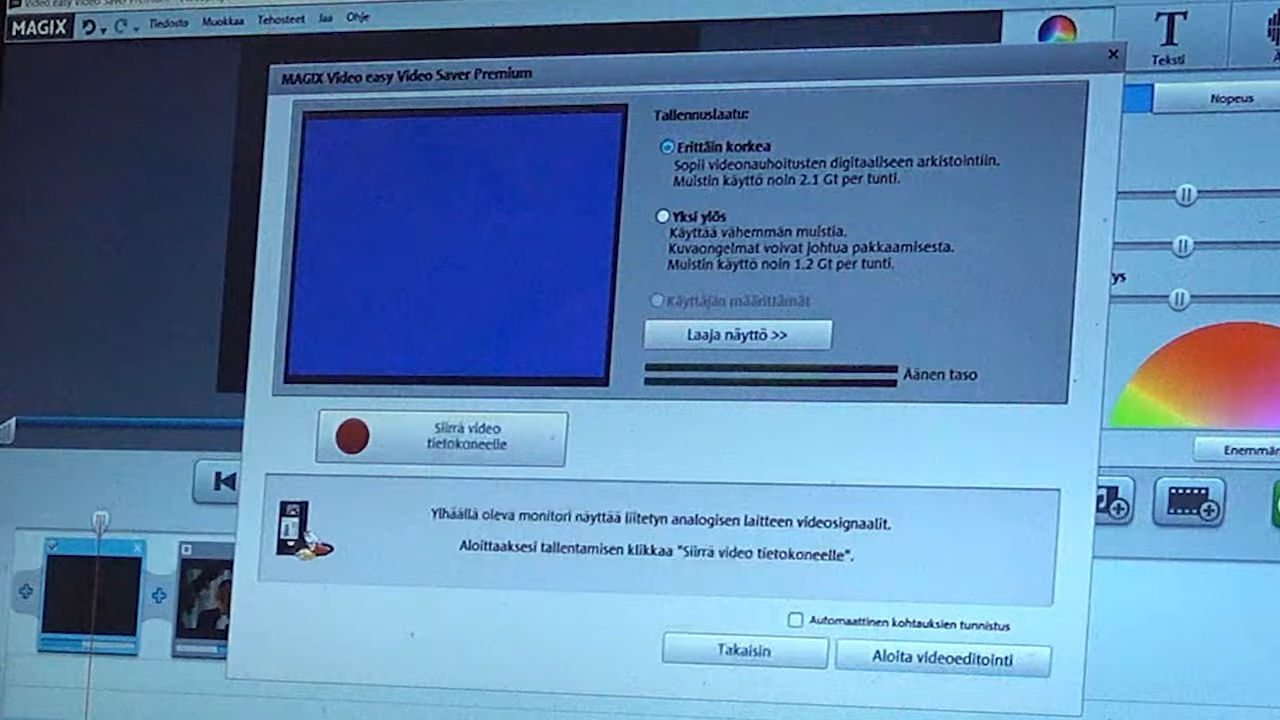 MAGIX
Tiedosto Muokkaa Tehosteet Jaa Ohje
MAGIX Video easy Video Saver Premium
Teksti
Nopeus
Tallennuslaatu:
Erittäin korkea
Sopii videonauhoitusten digitaaliseen arkistointiin.
Muistin käyttö noin 2.1 Gt per tunti.
Yksi ylös
Käyttää vähemmän muistia.
Kuvaongelmat voivat johtua pakkaamisesta.
Muistin käyttö noin 1.2 Gt per tunti.
Käyttäjän määrittämät
Laaja näyttö >>
Äänen taso
Siirrä video
tietokoneelle
Ylhäällä oleva monitori näyttää liitetyn analogisen laitteen videosignaalit.
Aloittaaksesi tallentamisen klikkaa "Siirrä video tietokoneelle".
Automaattinen kohtauksien tunnistus
Takaisin
Aloita videoeditointi
ys
Enemmän